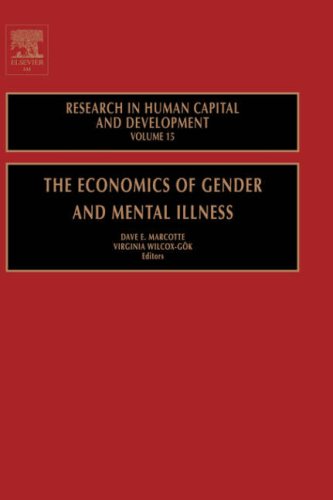 ELSEVIER
RESEARCH IN HUMAN CAPITAL
AND DEVELOPMENT
VOLUME 15
THE ECONOMICS OF GENDER
AND MENTAL ILLNESS
DAVE E. MARCOTTE
VIRGINIA WILCOX-GÖK
Editors